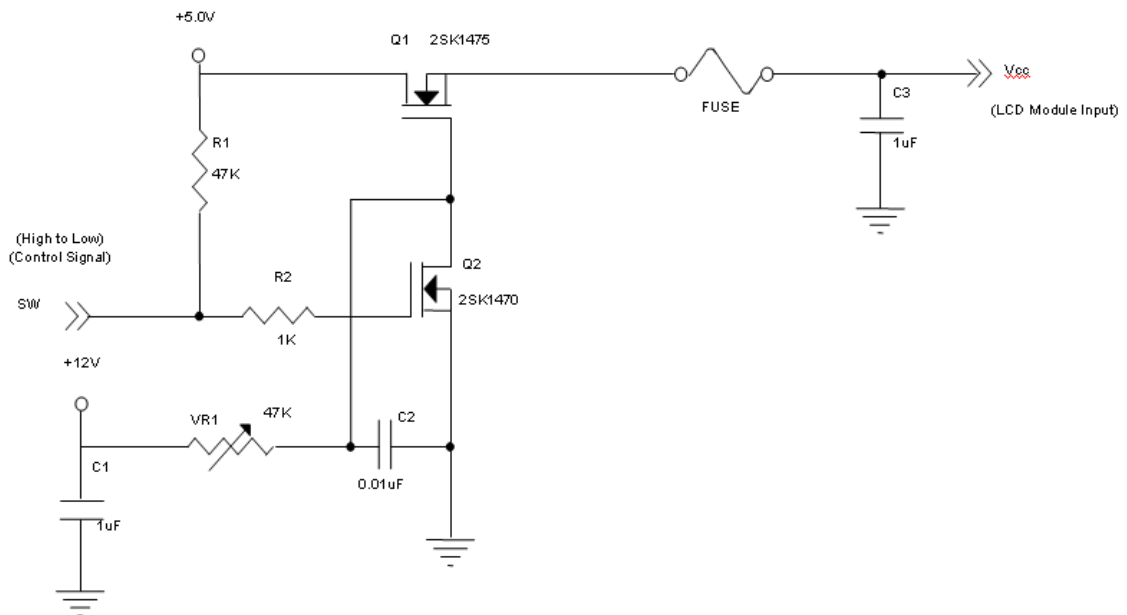 +5.0V
Q1 2SK1475
Vcc
C3
FUSE
(LCD Module Input)
R1
1uF
47K
(High to Low)
(Control Signal)
R2
Q2
SW
2SK1470
1K
+12V
VR1
47K
C2
C1
0.01uF
1uF